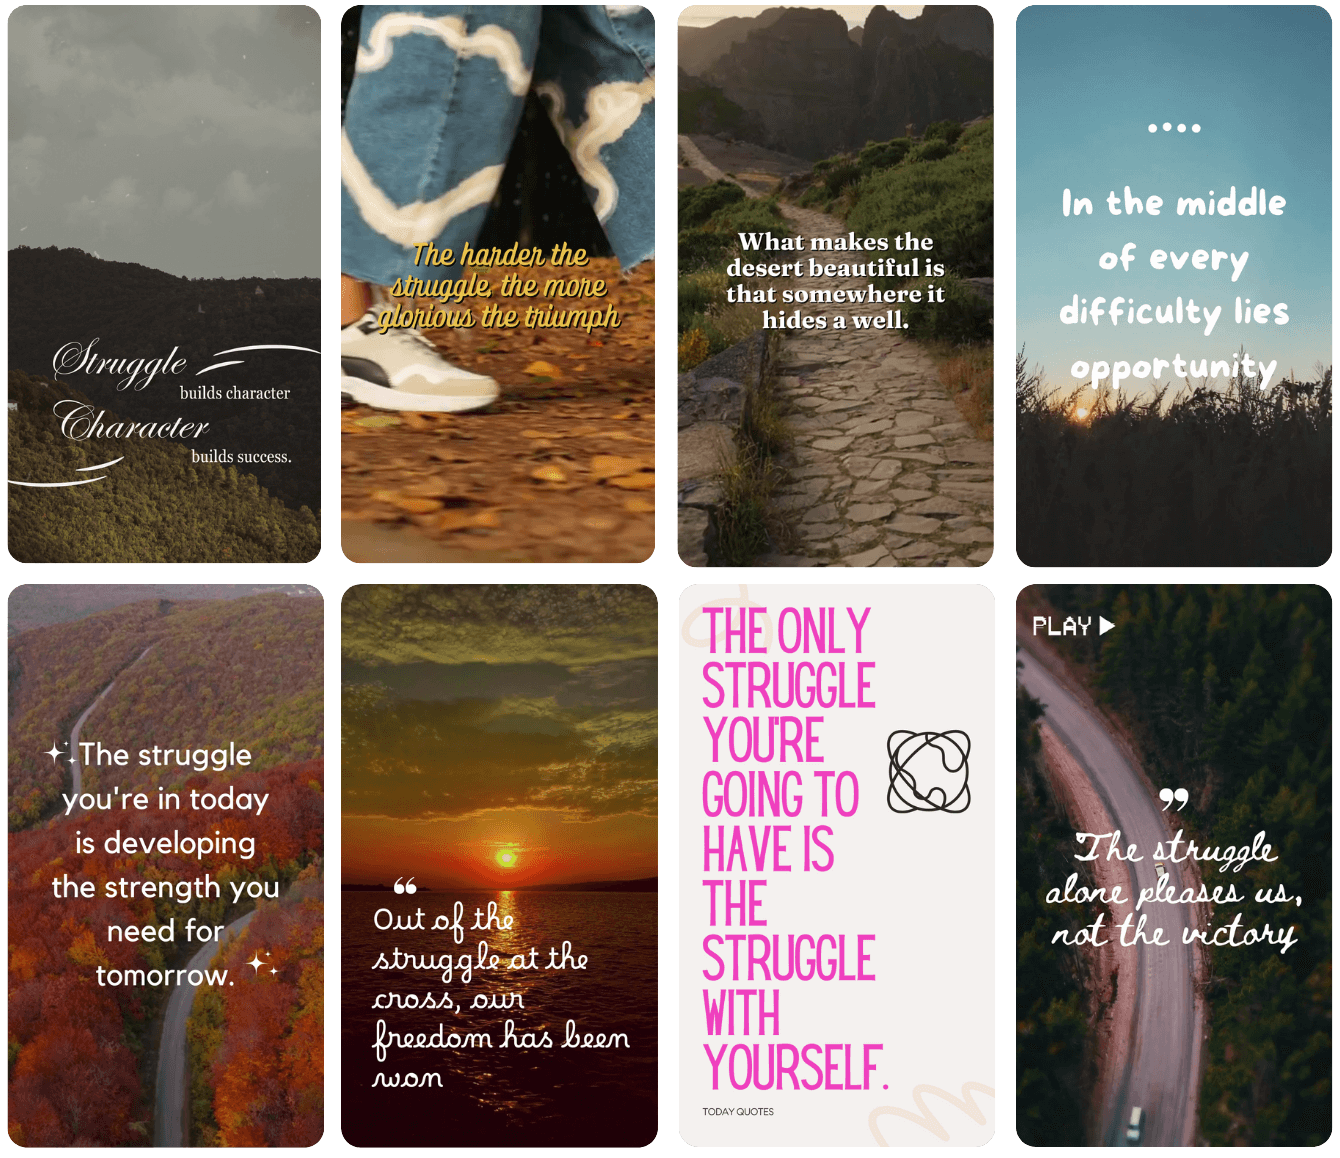 Struggle
builds character
Character
builds success.
The harder the
struggle, the more
glorious the triumph
What makes the
desert beautiful is
that somewhere it
hides a well.
In the middle
of every
difficulty lies
opportunity
The struggle
you're in today
is developing
the strength you
need for
tomorrow.
“
Out of the
struggle at the
cross, our
freedom has been
won
THE ONLY
STRUGGLE
YOU'RE
GOING TO
HAVE IS
THE
STRUGGLE
WITH
YOURSELF.
TODAY QUOTES
PLAY
”
The struggle
alone pleases us,
not the victory